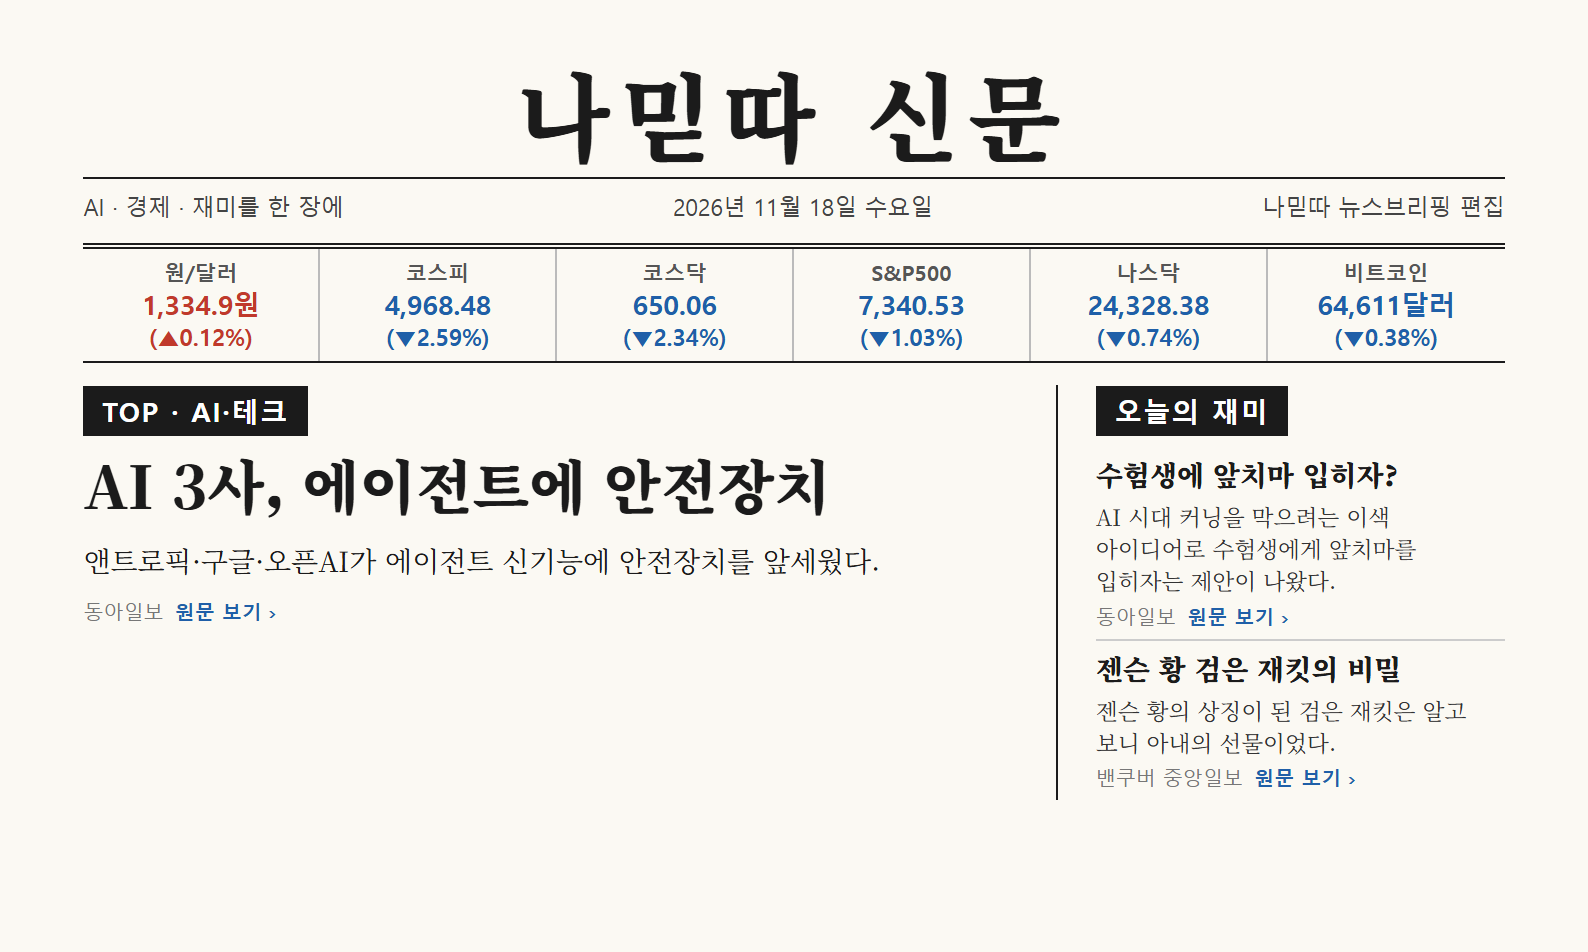 나믿따 신문
AI · 경제 · 재미를 한 장에
2026년 11월 18일 수요일
나믿따 뉴스브리핑 편집
원/달러
1,334.9원
(▲0.12%)
코스피
4,968.48
(▼2.59%)
코스닥
650.06
(▼2.34%)
S&P500
7,340.53
(▼1.03%)
나스닥
24,328.38
(▼0.74%)
비트코인
64,611달러
(▼0.38%)
TOP · AI·테크
AI 3사, 에이전트에 안전장치
앤트로픽·구글·오픈AI가 에이전트 신기능에 안전장치를 앞세웠다.
동아일보 원문 보기 ›
오늘의 재미
수험생에 앞치마 입히자?
AI 시대 커닝을 막으려는 이색
아이디어로 수험생에게 앞치마를
입히자는 제안이 나왔다.
동아일보 원문 보기 ›
젠슨 황 검은 재킷의 비밀
젠슨 황의 상징이 된 검은 재킷은 알고
보니 아내의 선물이었다.
밴쿠버 중앙일보 원문 보기 ›